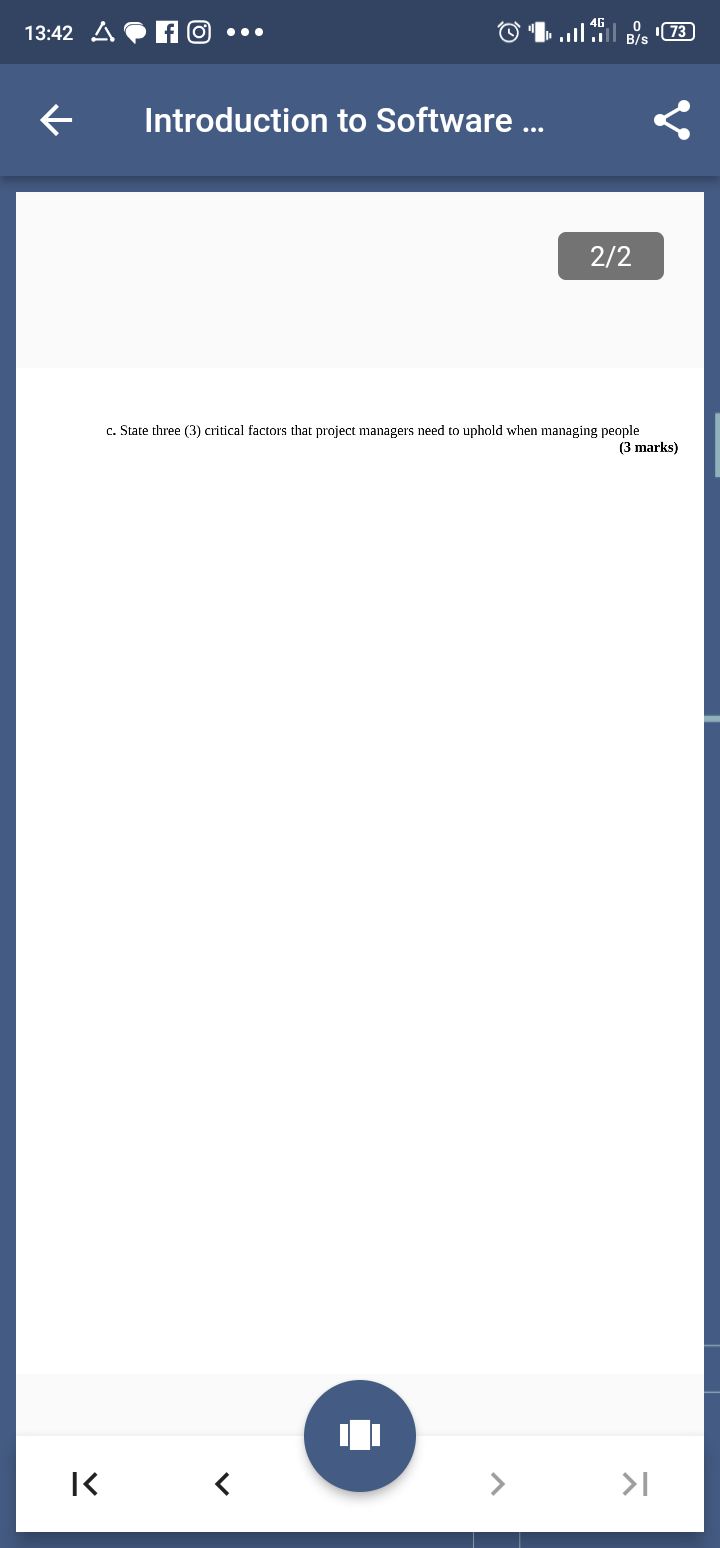 13:42 4G 0 B/s 73
Introduction to Software ...
2/2
c. State three (3) critical factors that project managers need to uphold when managing people
(3 marks)